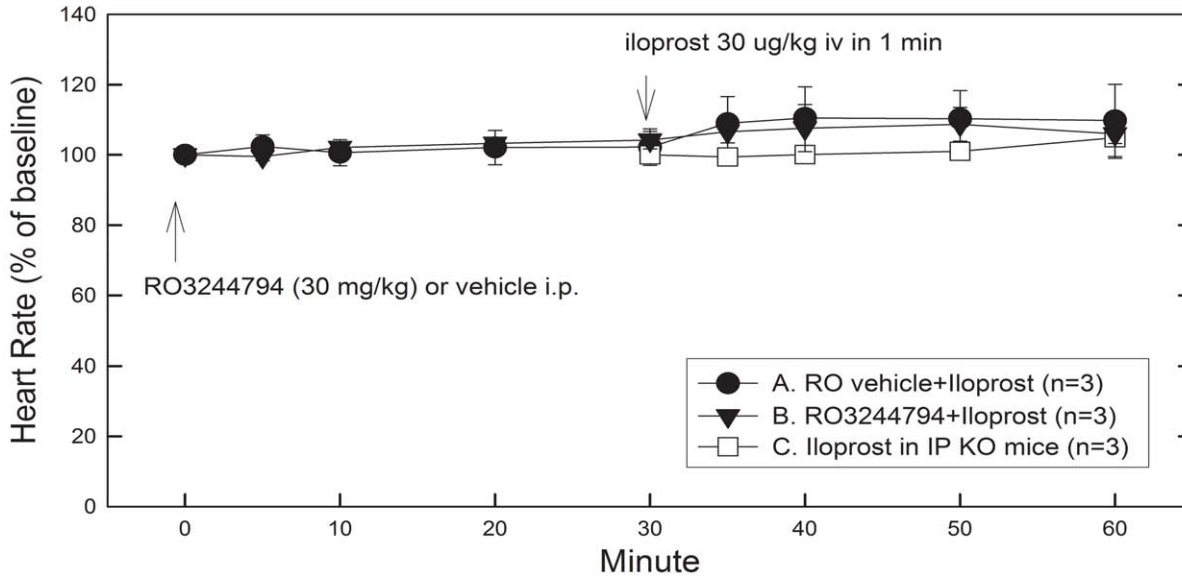 140
iloprost 30 ug/kg iv in 1 min
120
100
80
RO3244794 (30 mg/kg) or vehicle i.p.
60
40
A. RO vehicle+Iloprost (n=3)
B. RO3244794+Iloprost (n=3)
20
C. Iloprost in IP KO mice (n=3)
0
Heart Rate (% of baseline)
0 10 20 30 40 50 60
Minute